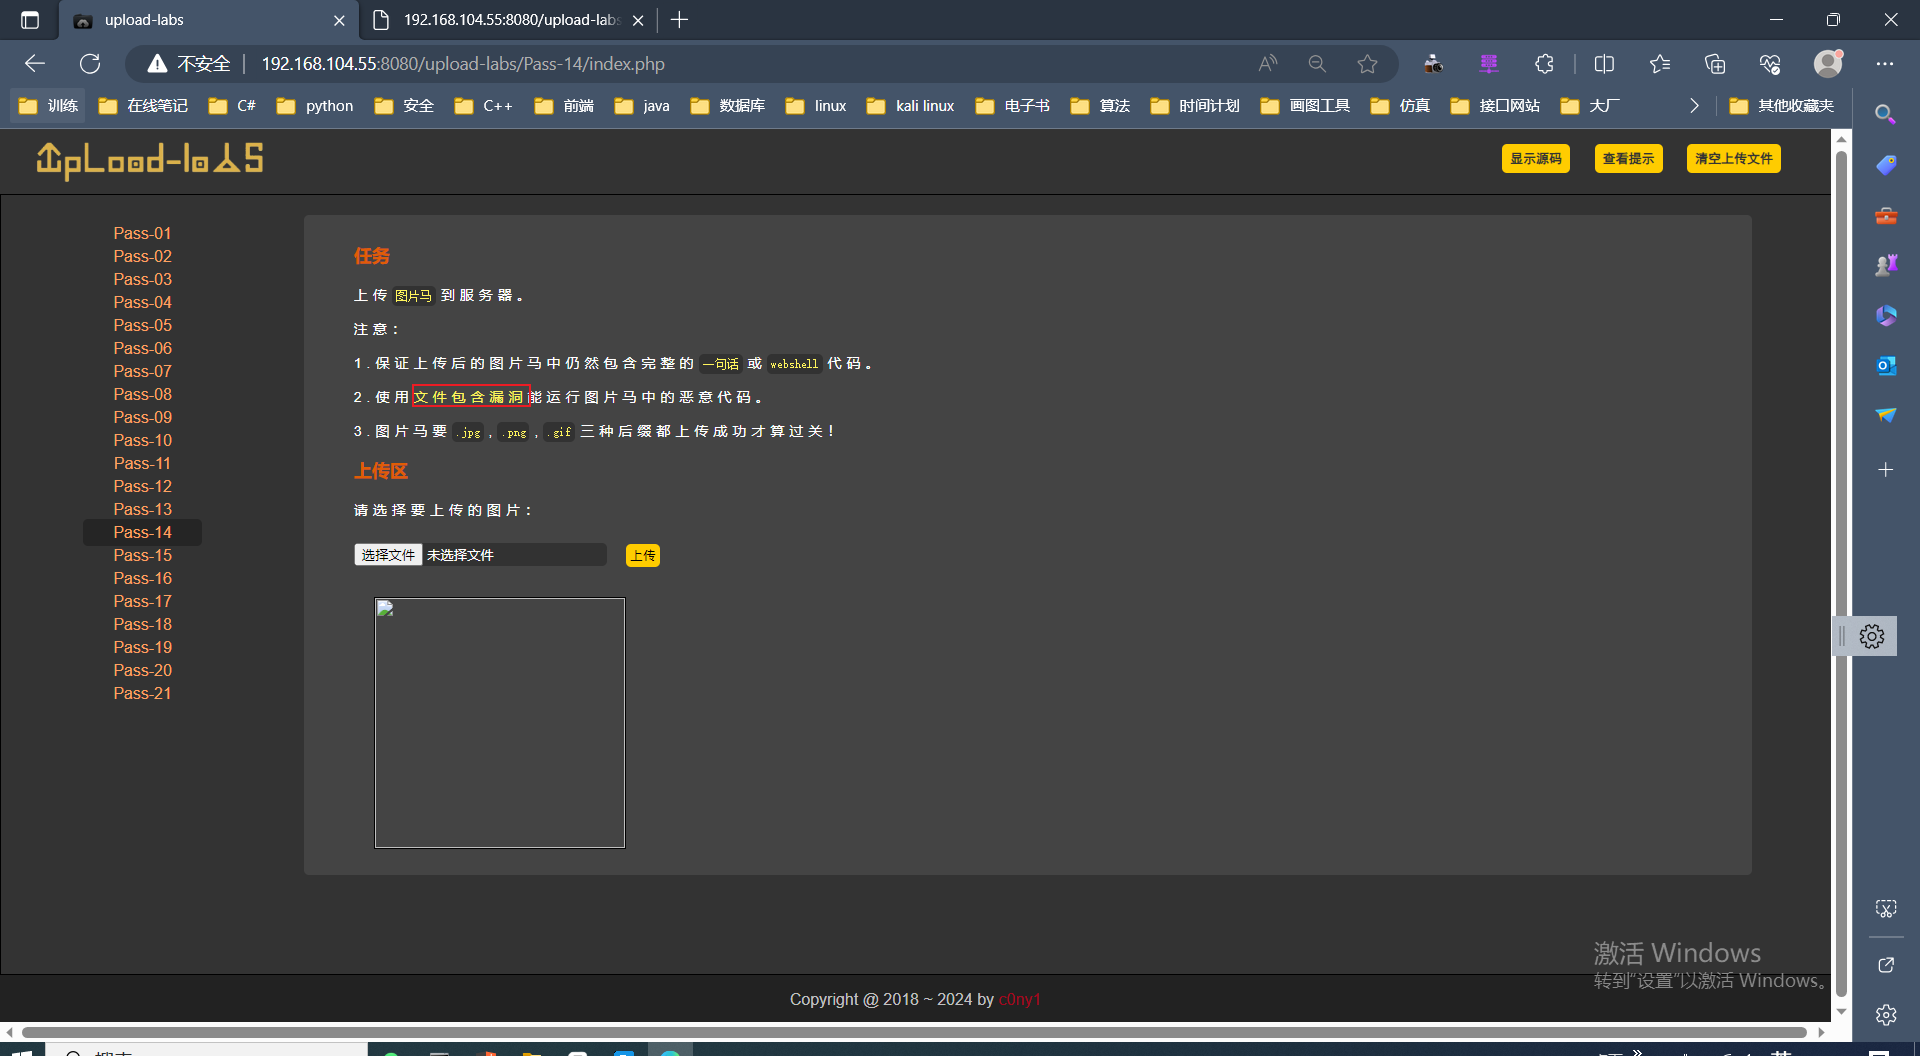 upload-labs
192.168.104.55:8080/upload-labs
不安全
192.168.104.55:8080/upload-labs/Pass-14/index.php
训练 在线笔记 C# python 安全 C++ 前端 java 数据库 linux kali linux 电子书 算法 时间计划 画图工具 仿真 接口网站 大厂 其他收藏夹
UpLoad-labs
显示源码 查看提示 清空上传文件
Pass-01
Pass-02
Pass-03
Pass-04
Pass-05
Pass-06
Pass-07
Pass-08
Pass-09
Pass-10
Pass-11
Pass-12
Pass-13
Pass-14
Pass-15
Pass-16
Pass-17
Pass-18
Pass-19
Pass-20
Pass-21
任务
上传图片马到服务器。
注意：
1.保证上传后的图片马中仍然包含完整的一句话或webshell代码。
2.使用文件包含漏洞能运行图片马中的恶意代码。
3.图片马要.jpg,.png,.gif三种后缀都上传成功才算过关！
上传区
请选择要上传的图片：
选择文件 未选择文件 上传
激活 Windows
转到"设置"以激活 Windows。
Copyright @ 2018 ~ 2024 by c0ny1